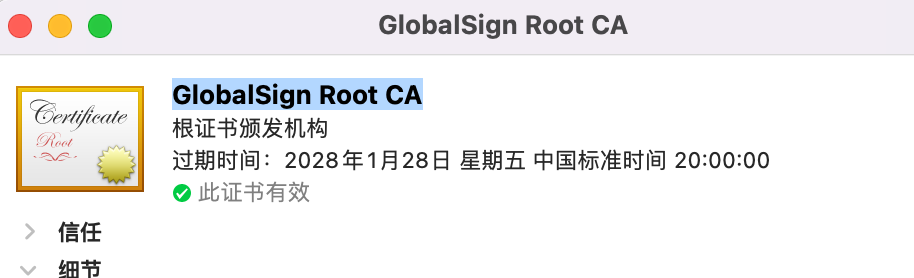 GlobalSign Root CA
Certificate
Root
GlobalSign Root CA
根证书颁发机构
过期时间：2028年1月28日 星期五 中国标准时间 20:00:00
此证书有效
信任
细节